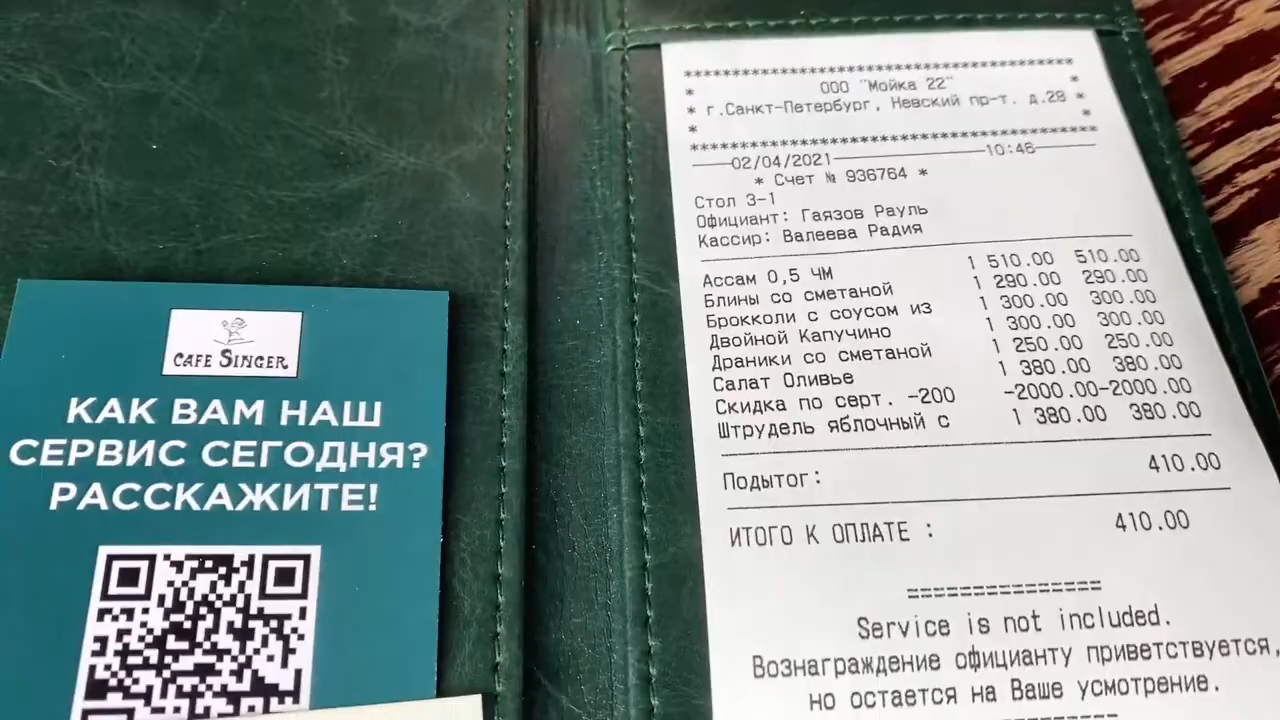 CAFE SINGER
КАК ВАМ НАШ
СЕРВИС СЕГОДНЯ?
РАССКАЖИТЕ!
****************************************
* ООО "Мойка 22" *
* г.Санкт-Петербург, Невский пр-т. д.28 *
* *
****************************************
02/04/2021 10:46
* Счет № 936764 *
Стол 3-1
Официант: Гаязов Рауль
Кассир: Валеева Радия
Ассам 0,5 ЧМ 1 510.00 510.00
Блины со сметаной 1 290.00 290.00
Брокколи с соусом из 1 300.00 300.00
Двойной Капучино 1 300.00 300.00
Драники со сметаной 1 250.00 250.00
Салат Оливье 1 380.00 380.00
Скидка по серт. -200 -2000.00-2000.00
Штрудель яблочный с 1 380.00 380.00
Подытог: 410.00
ИТОГО К ОПЛАТЕ : 410.00
===============
Service is not included.
Вознаграждение официанту приветствуется,
но остается на Ваше усмотрение.